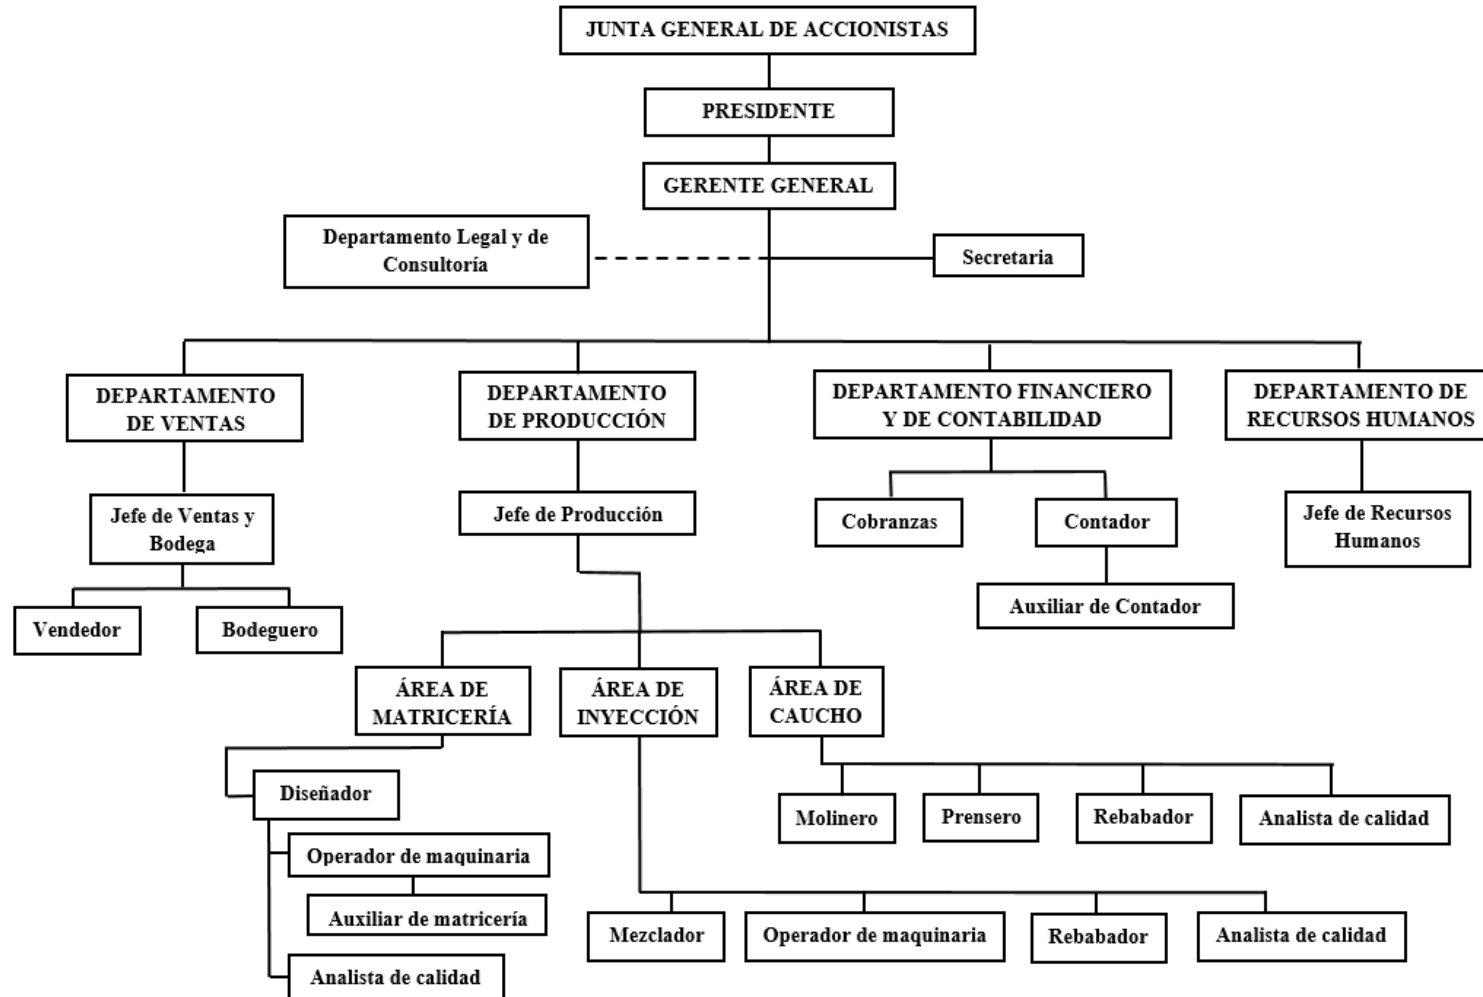 JUNTA GENERAL DE ACCIONISTAS
PRESIDENTE
GERENTE GENERAL
Departamento Legal y de
Consultoría
Secretaria
DEPARTAMENTO
DE VENTAS
DEPARTAMENTO
DE PRODUCCIÓN
DEPARTAMENTO FINANCIERO
Y DE CONTABILIDAD
DEPARTAMENTO DE
RECURSOS HUMANOS
Jefe de Ventas y
Bodega
Jefe de Producción
Cobranzas
Contador
Jefe de Recursos
Humanos
Auxiliar de Contador
Vendedor
Bodeguero
ÁREA DE
MATRICERÍA
ÁREA DE
INYECCIÓN
ÁREA DE
CAUCHO
Diseñador
Operador de maquinaria
Auxiliar de matricería
Analista de calidad
Molinero
Prensero
Rebabador
Analista de calidad
Mezclador
Operador de maquinaria
Rebabador
Analista de calidad